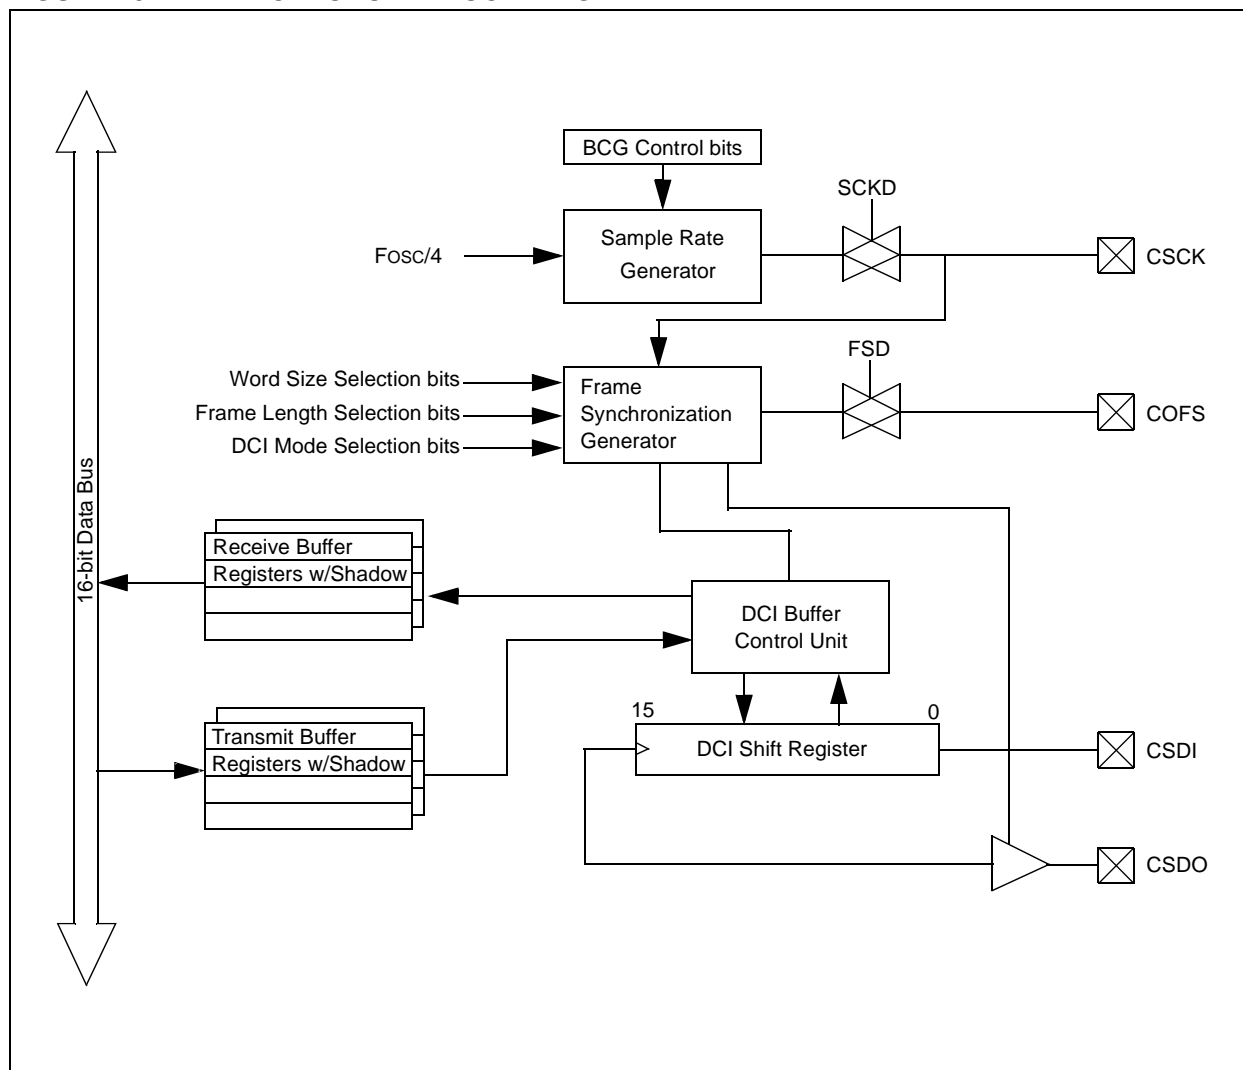 BCG Control bits
SCKD
Sample Rate
Generator
FOSC/4
CSCK
FSD
Word Size Selection bits
Frame Length Selection bits
DCI Mode Selection bits
Frame
Synchronization
Generator
COFS
16-bit Data Bus
Receive Buffer
Registers w/Shadow
DCI Buffer
Control Unit
Transmit Buffer
Registers w/Shadow
15
0
DCI Shift Register
CSDI
CSDO